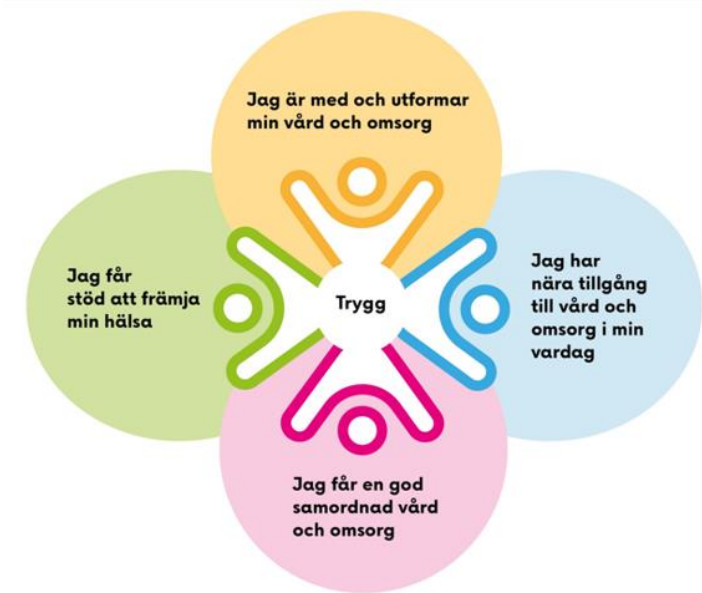 Jag är med och utformar
min vård och omsorg
Jag får
stöd att främja
min hälsa
Trygg
Jag har
nära tillgång
till vård och
omsorg i min
vardag
Jag får en god
samordnad vård
och omsorg